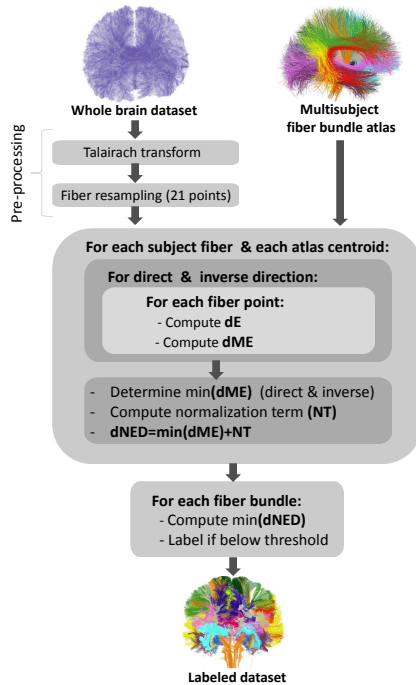 Whole brain dataset
Multisubject
fiber bundle atlas
Pre-processing
Talairach transform
Fiber resampling (21 points)
For each subject fiber & each atlas centroid:
For direct & inverse direction:
For each fiber point:
- Compute dE
- Compute dME
- Determine min(dME) (direct & inverse)
- Compute normalization term (NT)
- dNED=min(dME)+NT
For each fiber bundle:
- Compute min(dNED)
- Label if below threshold
Labeled dataset